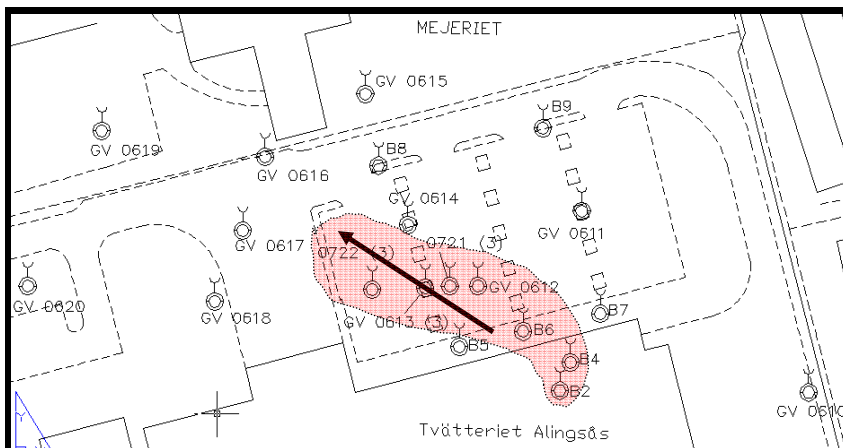 MEJERIET
GV 0615
B9
GV 0619
B8
GV 0616
GV 0614
GV 0611
GV 0617
0722 (3)
0721 (3)
GV 0612
GV 0620
GV 0618
GV 0613 (3)
B7
B6
B5
B4
B2
GV 0610
Tvätteriet Alingsås